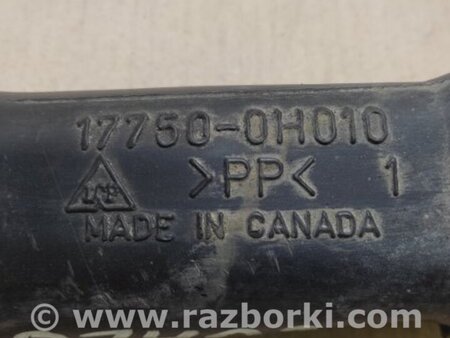 17750-0H010
>PP< 1
MADE IN CANADA
www.razborki.com